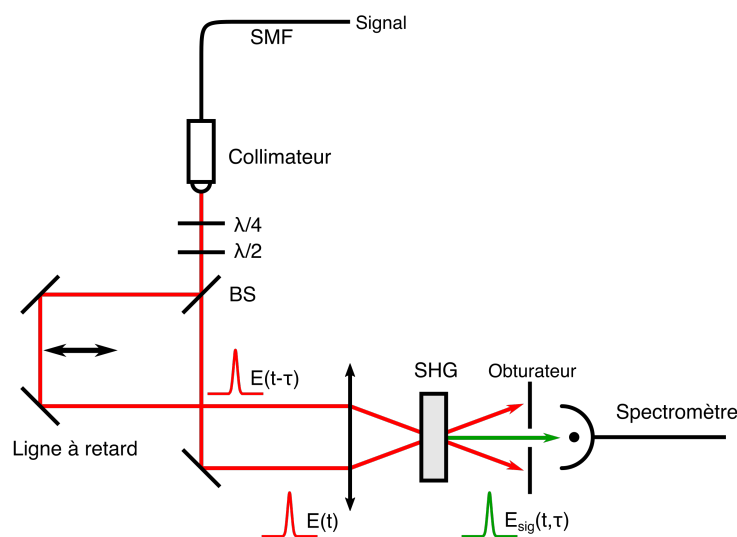 Signal
SMF
Collimateur
λ/4
λ/2
BS
E(t-τ)
SHG
Obturateur
Spectromètre
Ligne à retard
E(t)
Esig(t,τ)